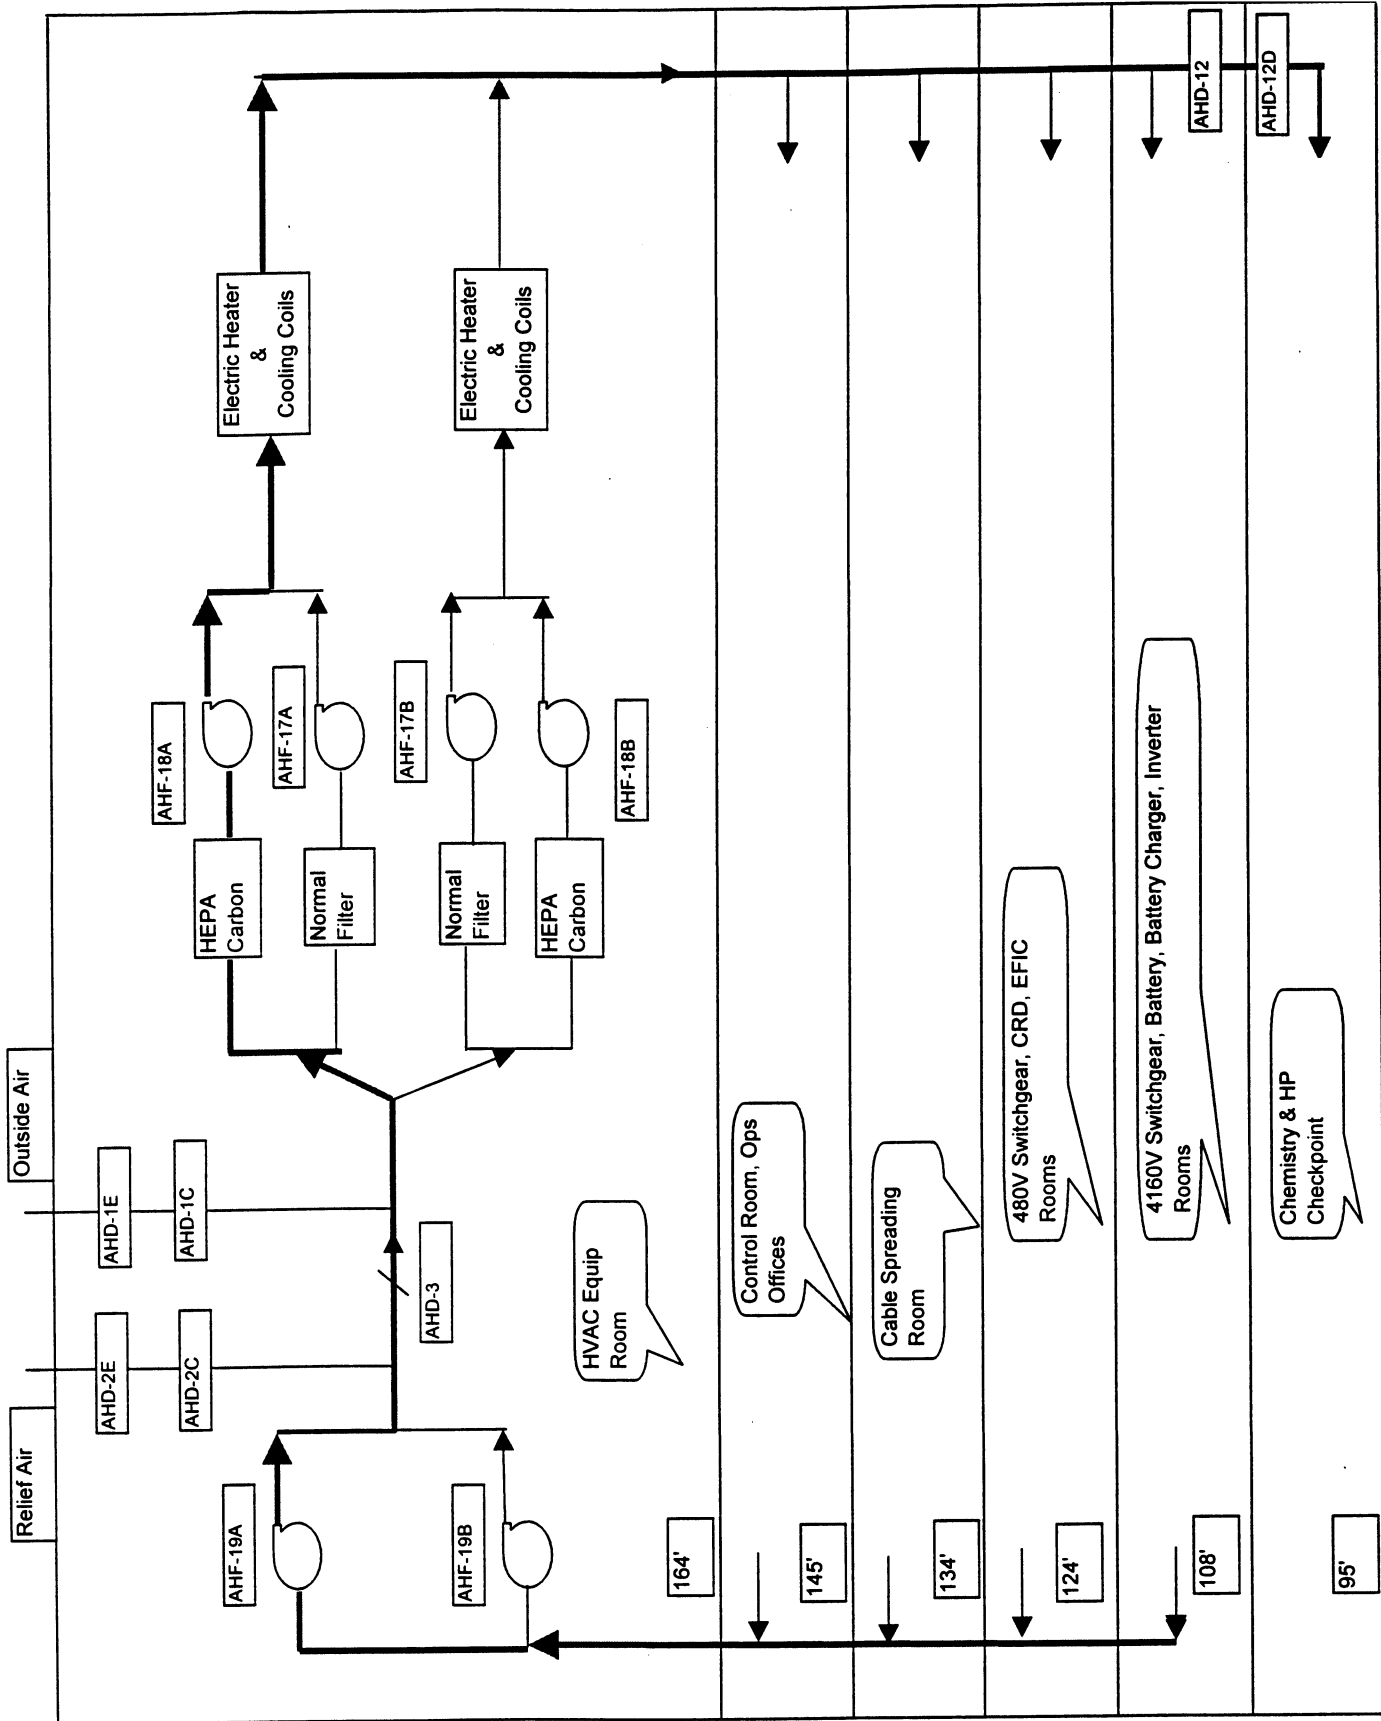 Relief Air
Outside Air
AHD-2E
AHD-2C
AHD-1E
AHD-1C
AHF-19A
AHF-19B
AHD-3
HEPA
Carbon
Normal
Filter
Normal
Filter
HEPA
Carbon
AHF-18A
AHF-17A
AHF-17B
AHF-18B
Electric Heater
&
Cooling Coils
Electric Heater
&
Cooling Coils
164'
HVAC Equip
Room
145'
Control Room, Ops
Offices
134'
Cable Spreading
Room
124'
480V Switchgear, CRD, EFIC
Rooms
108'
4160V Switchgear, Battery, Battery Charger, Inverter
Rooms
AHD-12
95'
Chemistry & HP
Checkpoint
AHD-12D